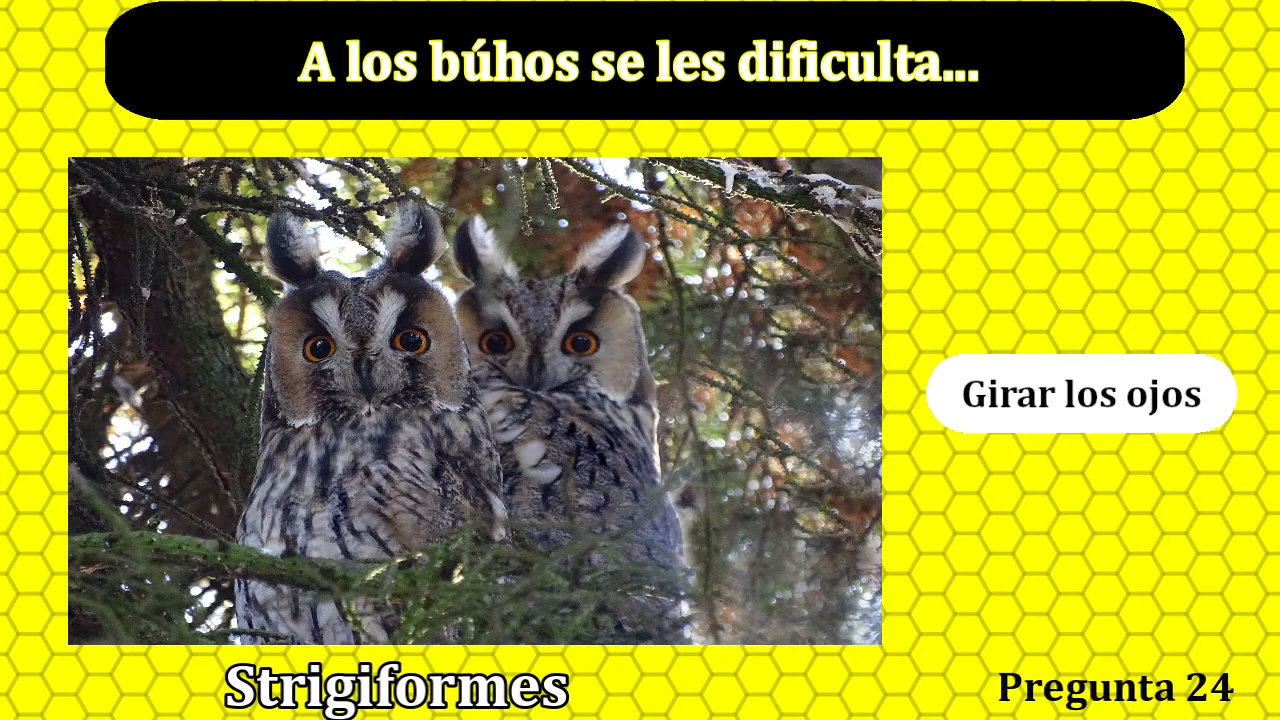 A los búhos se les dificulta...
Girar los ojos
Strigiformes
Pregunta 24